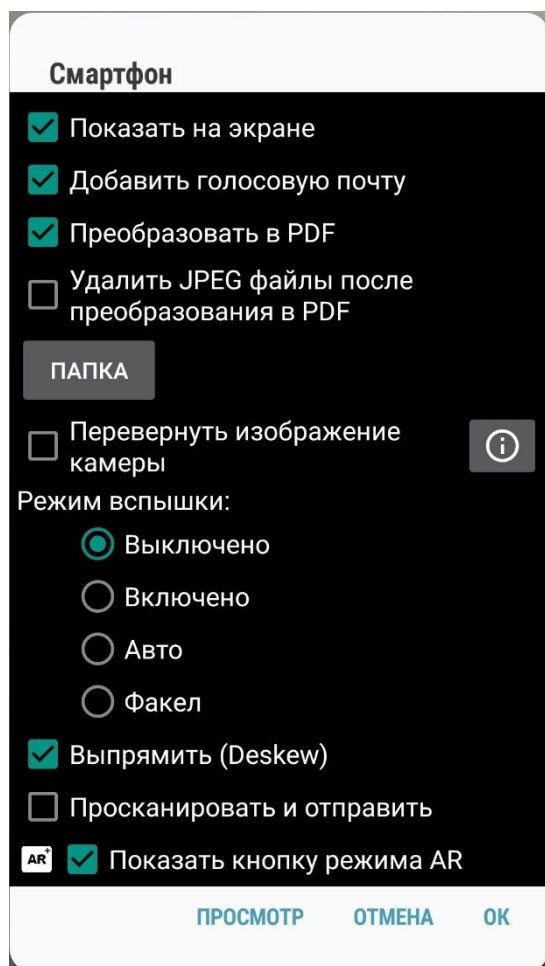 Смартфон
Показать на экране
Добавить голосовую почту
Преобразовать в PDF
Удалить JPEG файлы после
преобразования в PDF
ПАПКА
Перевернуть изображение
камеры
Режим вспышки:
Выключено
Включено
Авто
Факел
Выпрямить (Deskew)
Просканировать и отправить
AR+ Показать кнопку режима AR
ПРОСМОТР ОТМЕНА ОК